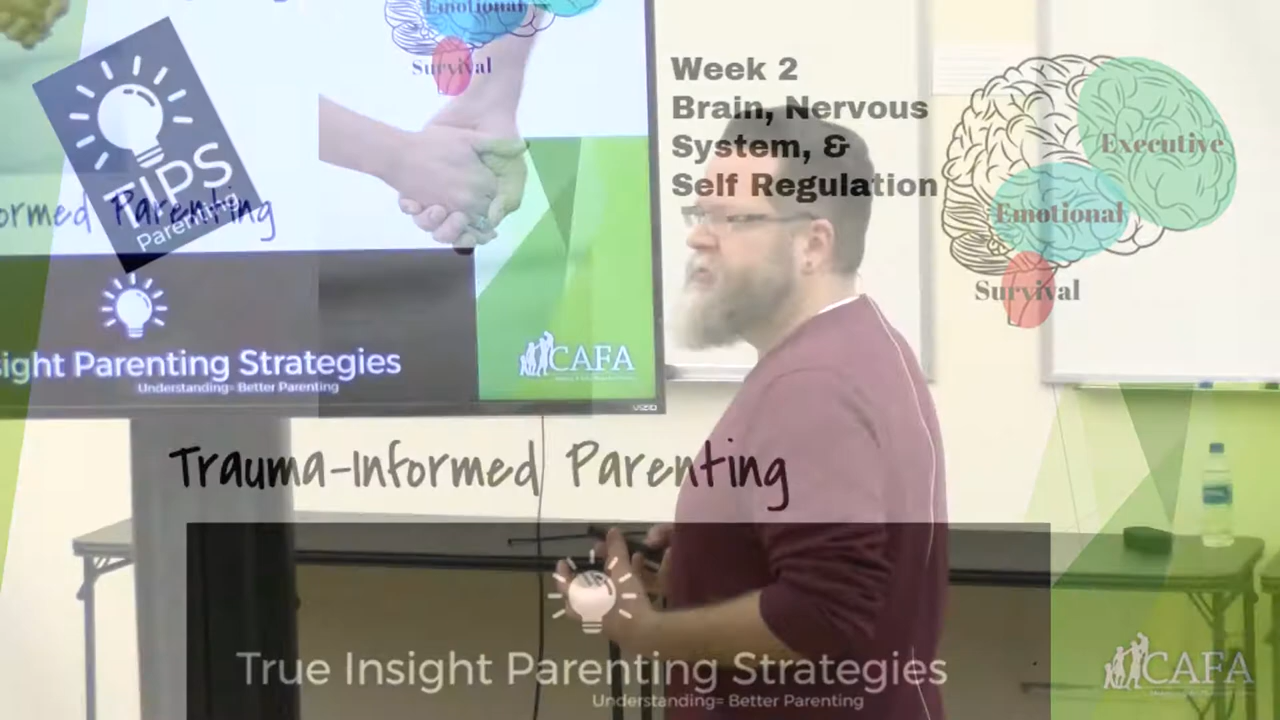 Emotional
Survival
TIPS
Parenting
ormed Parenting
sight Parenting Strategies
Understanding= Better Parenting
CAFA
VIZIO
Week 2
Brain, Nervous
System, &
Self Regulation
Executive
Emotional
Survival
Trauma-Informed Parenting
True Insight Parenting Strategies
Understanding= Better Parenting
CAFA